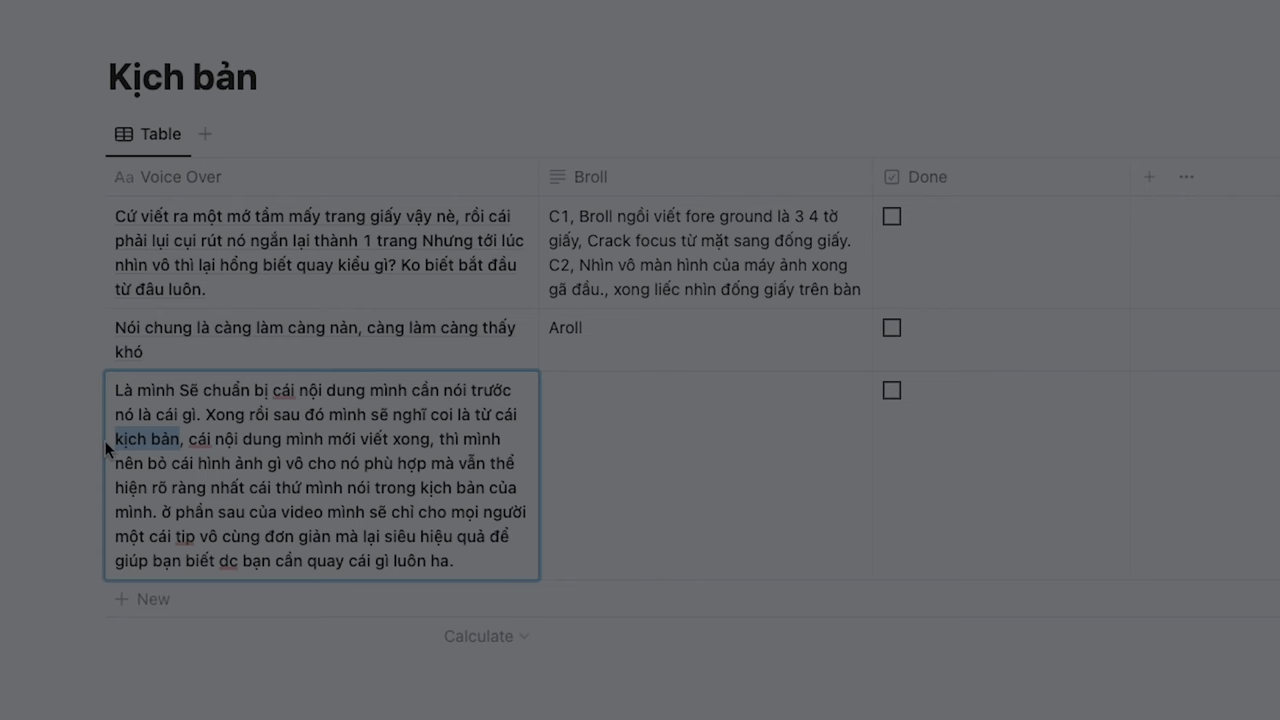 Kịch bản
Table
Aa Voice Over
Broll
Done
Cứ viết ra một mớ tầm mấy trang giấy vậy nè, rồi cái
phải lụi cụi rút nó ngắn lại thành 1 trang Nhưng tới lúc
nhìn vô thì lại hổng biết quay kiểu gì? Ko biết bắt đầu
từ đâu luôn.
C1, Broll ngồi viết fore ground là 3 4 tờ
giấy, Crack focus từ mặt sang đống giấy.
C2, Nhìn vô màn hình của máy ảnh xong
gã đầu., xong liếc nhìn đống giấy trên bàn
Nói chung là càng làm càng nản, càng làm càng thấy
khó
Aroll
Là mình Sẽ chuẩn bị cái nội dung mình cần nói trước
nó là cái gì. Xong rồi sau đó mình sẽ nghĩ coi là từ cái
kịch bản, cái nội dung mình mới viết xong, thì mình
nên bỏ cái hình ảnh gì vô cho nó phù hợp mà vẫn thể
hiện rõ ràng nhất cái thứ mình nói trong kịch bản của
mình. ở phần sau của video mình sẽ chỉ cho mọi người
một cái tip vô cùng đơn giản mà lại siêu hiệu quả để
giúp bạn biết dc bạn cần quay cái gì luôn ha.
+ New
Calculate